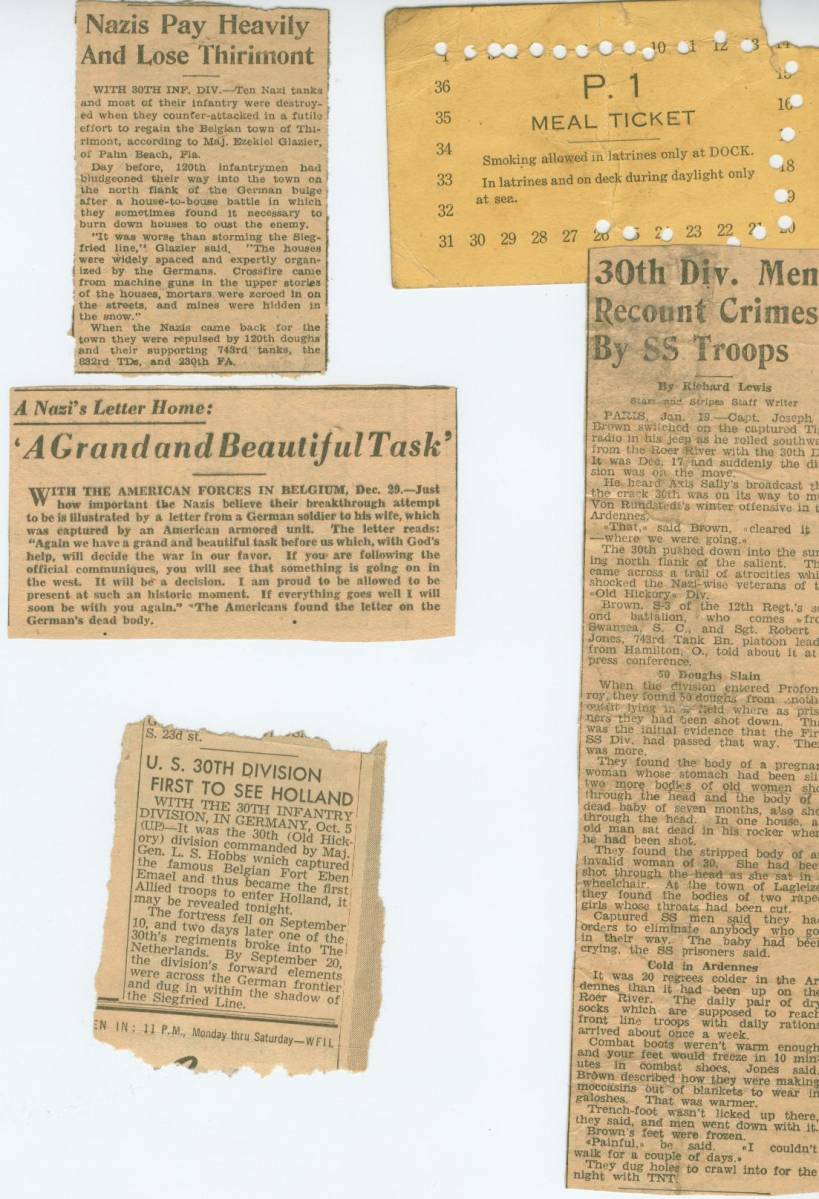 Nazis Pay Heavily
And Lose Thirimont
WITH 30TH INF. DIV.—Ten Nazi tanks
and most of their infantry were destroy-
ed when they counter-attacked in a futile
effort to regain the Belgian town of Thi-
rimont, according to Maj. Ezekiel Glazier,
of Palm Beach, Fla.
Day before, 120th infantrymen had
bludgeoned their way into the town on
the north flank of the German bulge
after a house-to-house battle in which
they sometimes found it necessary to
burn down houses to oust the enemy.
"It was worse than storming the Sieg-
fried line," Glazier said, "The houses
were widely spaced and expertly organ-
ized by the Germans. Crossfire came
from machine guns in the upper stories
of the houses, mortars were zeroed in on
the streets, and mines were hidden in
the snow."
When the Nazis came back for the
town they were repulsed by 120th doughs
and their supporting 743rd tanks, the
832rd TDs, and 230th FA.
10 12
36
35
34
33
32
31 30 29 28 27 23 22
18
P. 1
MEAL TICKET
Smoking allowed in latrines only at DOCK.
In latrines and on deck during daylight only
at sea.
A Nazi's Letter Home:
'A Grand and Beautiful Task'
WITH THE AMERICAN FORCES IN BELGIUM, Dec. 29.—Just
how important the Nazis believe their breakthrough attempt
to be is illustrated by a letter from a German soldier to his wife, which
was captured by an American armored unit. The letter reads:
"Again we have a grand and beautiful task before us which, with God's
help, will decide the war in our favor. If you are following the
official communiques, you will see that something is going on in
the west. It will be a decision. I am proud to be allowed to be
present at such an historic moment. If everything goes well I will
soon be with you again." The Americans found the letter on the
German's dead body.
S. 23d st.
U. S. 30TH DIVISION
FIRST TO SEE HOLLAND
WITH THE 30TH INFANTRY
DIVISION, IN GERMANY, Oct. 5
(UP)—It was the 30th (Old Hick-
ory) division commanded by Maj.
Gen. L. S. Hobbs which captured
the famous Belgian Fort Eben
Emael and thus became the first
Allied troops to enter Holland, it
may be revealed tonight.
The fortress fell on September
10, and two days later one of the
30th's regiments broke into The
Netherlands. By September 20,
the division's forward elements
were across the German frontier
and dug in within the shadow of
the Siegfried Line.
EN IN: 11 P.M., Monday thru Saturday—WFIL
30th Div. Men
Recount Crimes
By SS Troops
By Richard Lewis
Stars and Stripes Staff Writer
PARIS, Jan. 19.—Capt. Joseph
Brown switched on the captured Ti
radio in his jeep as he rolled southwa
from the Roer River with the 30th D
It was Dec. 17 and suddenly the di
sion was on the move.
He heard Axis Sally's broadcast th
the crack 30th was on its way to m
Von Rundstedt's winter offensive in t
Ardennes.
«That,» said Brown, «cleared it
—where we were going.»
The 30th pushed down into the sur
ing north flank of the salient. Th
came across a trail of atrocities whi
shocked the Nazi-wise veterans of t
«Old Hickory» Div.
Brown, S-3 of the 12th Regt.'s s
ond battalion, who comes fro
Swansea, S. C., and Sgt. Robert
Jones, 743rd Tank Bn. platoon lead
from Hamilton, O., told about it at
press conference.
50 Doughs Slain
When the division entered Profon
roy, they found 50 doughs from noth
outfit lying in a field where as pris
ners they had been shot down. Tha
was the initial evidence that the Fir
SS Div. had passed that way. The
was more.
They found the body of a pregna
woman whose stomach had been sli
two more bodies of old women sho
through the head and the body of
dead baby of seven months, also sho
through the head. In one house, a
old man sat dead in his rocker wher
he had been shot.
They found the stripped body of a
invalid woman of 30. She had bee
shot through the head as she sat in
wheelchair. At the town of Lagleiz
they found the bodies of two rape
girls whose throats had been cut.
Captured SS men said they ha
orders to eliminate anybody who go
in their way. The baby had bee
crying, the SS prisoners said.
Cold in Ardennes
It was 20 regrees colder in the Ar
dennes than it had been up on the
Roer River. The daily pair of dry
socks which are supposed to reach
front line troops with daily rations
arrived about once a week.
Combat boots weren't warm enough
and your feet would freeze in 10 min-
utes in combat shoes, Jones said.
Brown described how they were making
moccasins out of blankets to wear in
galoshes. That was warmer.
Trench-foot wasn't licked up there,
they said, and men went down with it.
Brown's feet were frozen.
«Painful,» he said. «I couldn't
walk for a couple of days.»
They dug holes to crawl into for the
night with TNT.